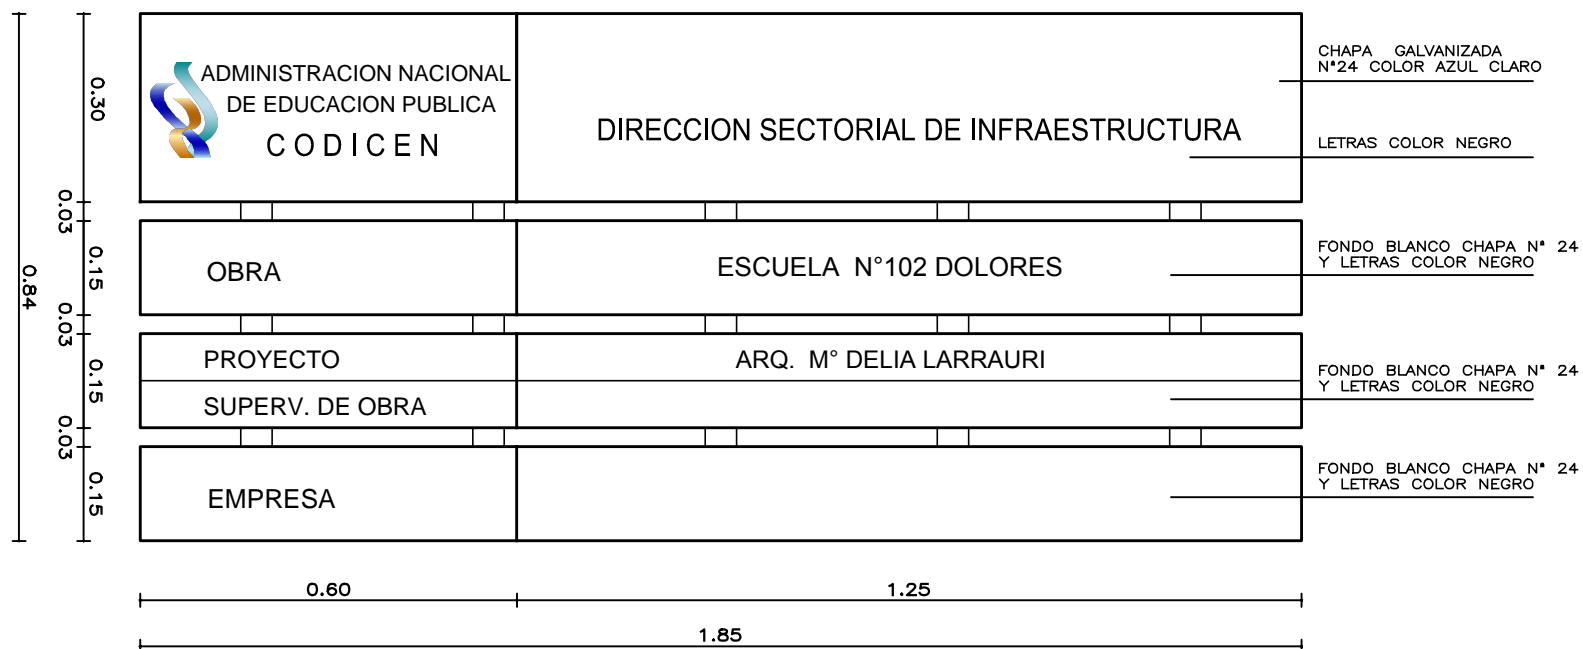 ADMINISTRACION NACIONAL
DE EDUCACION PUBLICA
CODICEN
DIRECCION SECTORIAL DE INFRAESTRUCTURA
CHAPA GALVANIZADA
N°24 COLOR AZUL CLARO
LETRAS COLOR NEGRO
0.30
0.03
OBRA
ESCUELA N°102 DOLORES
FONDO BLANCO CHAPA N° 24
Y LETRAS COLOR NEGRO
0.15
0.84
0.03
PROYECTO
ARQ. M° DELIA LARRAURI
SUPERV. DE OBRA
FONDO BLANCO CHAPA N° 24
Y LETRAS COLOR NEGRO
0.15
0.03
EMPRESA
FONDO BLANCO CHAPA N° 24
Y LETRAS COLOR NEGRO
0.15
0.60
1.25
1.85